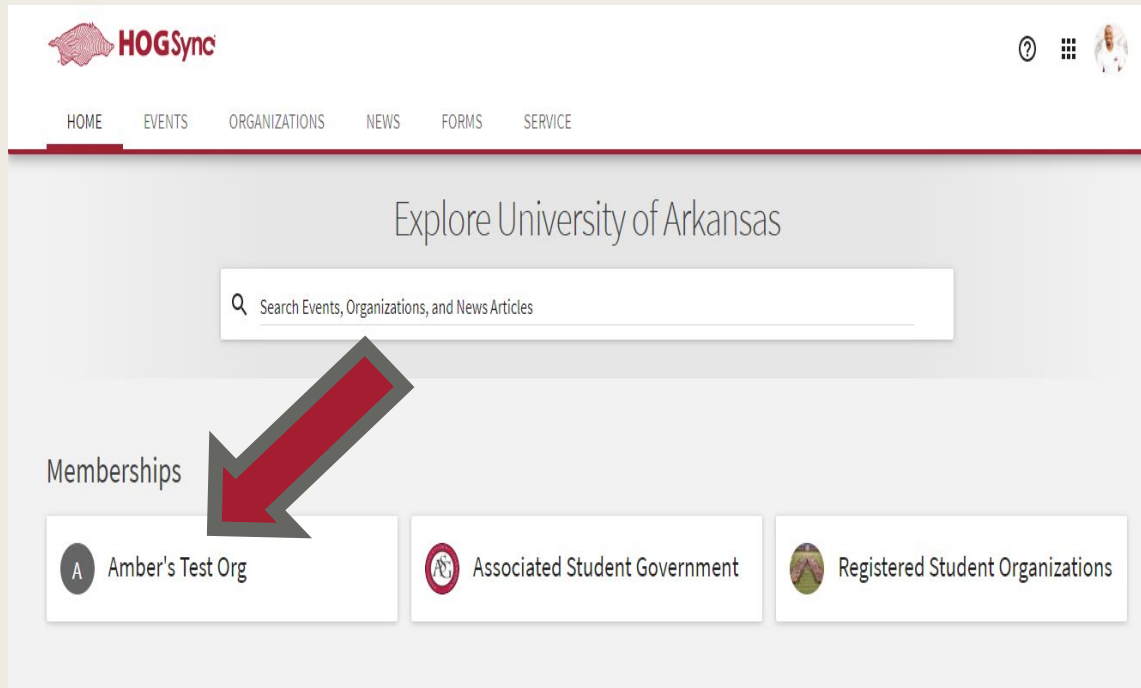 HOGSync
HOME EVENTS ORGANIZATIONS NEWS FORMS SERVICE
Explore University of Arkansas
Search Events, Organizations, and News Articles
Memberships
A Amber's Test Org
ASG Associated Student Government
Registered Student Organizations